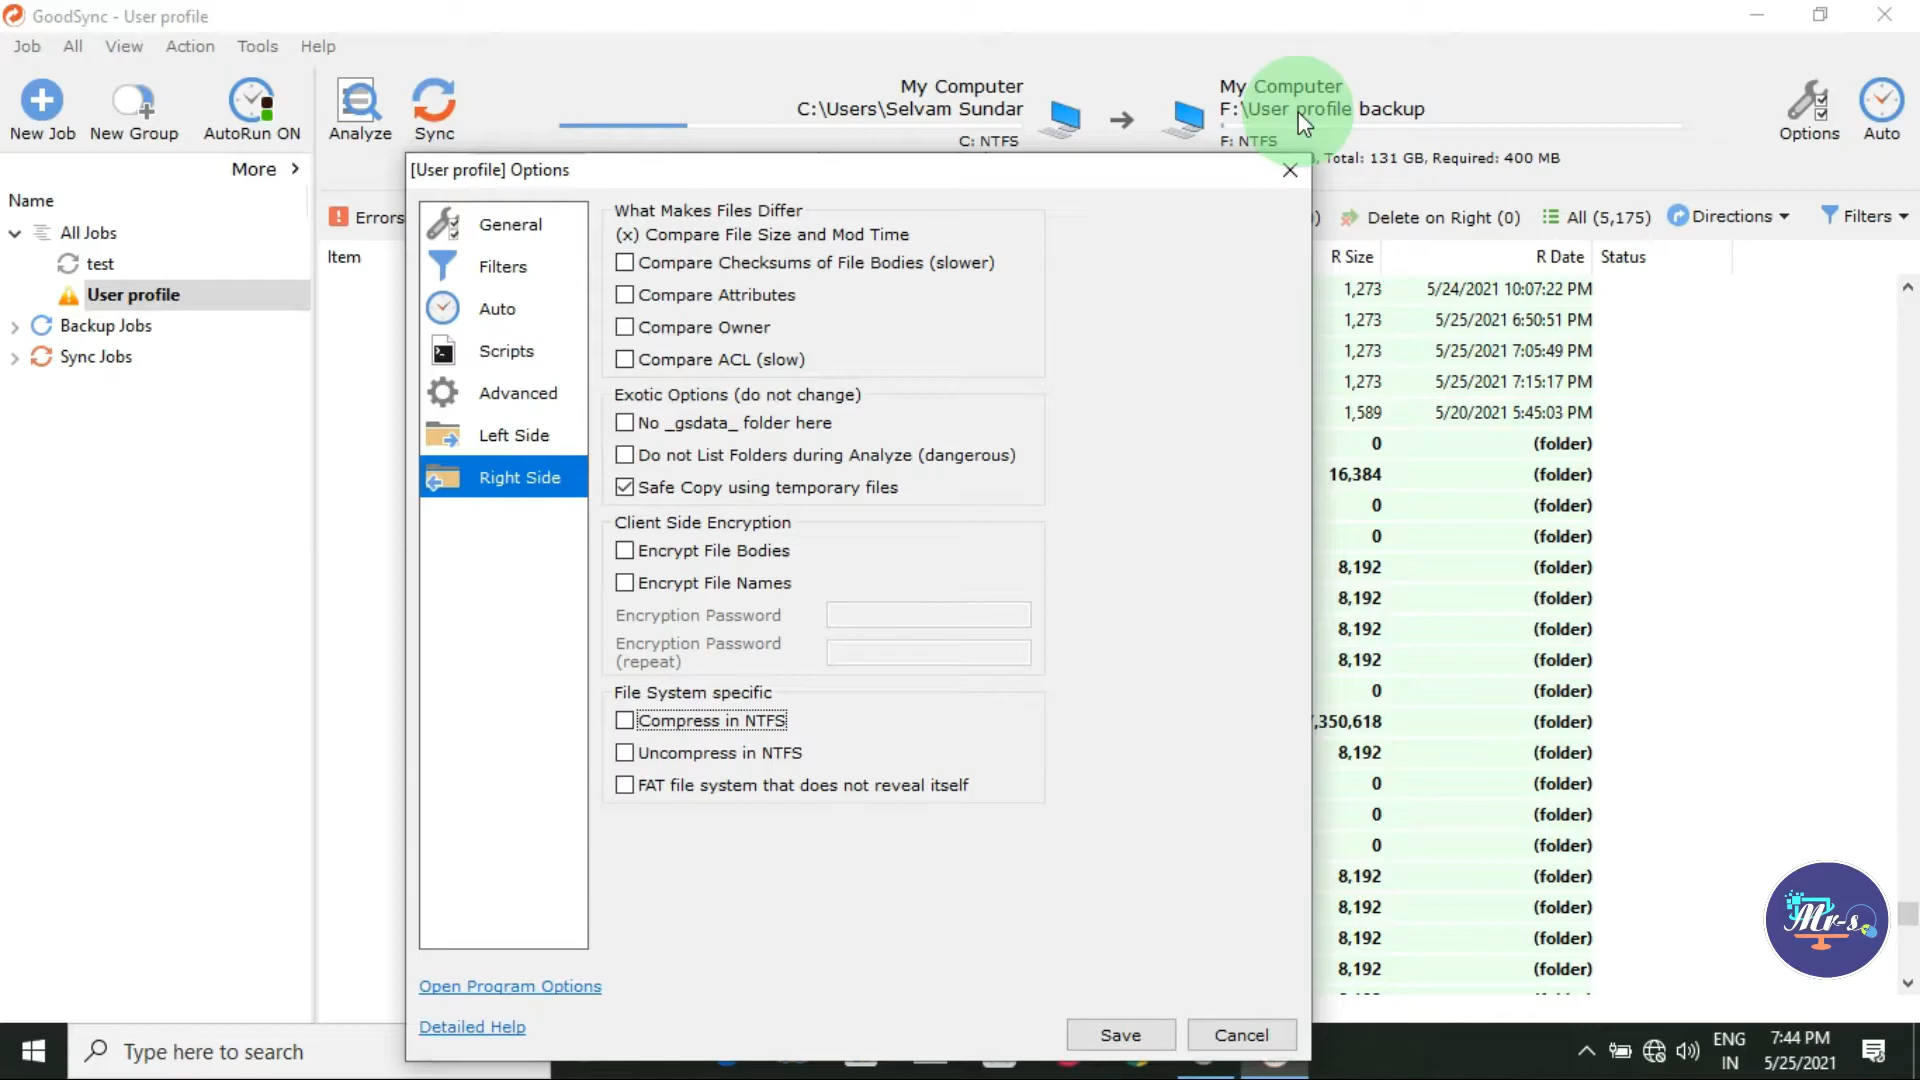 GoodSync - User profile
Job All View Action Tools Help
New Job New Group AutoRun ON Analyze Sync
My Computer
C:\Users\Selvam Sundar
C: NTFS
My Computer
F:\User profile backup
F: NTFS
Total: 131 GB, Required: 400 MB
Options Auto
More >
Name
All Jobs
test
User profile
Backup Jobs
Sync Jobs
Errors
Delete on Right (0) All (5,175) Directions Filters
Item
R Size R Date Status
1,273 5/24/2021 10:07:22 PM
1,273 5/25/2021 6:50:51 PM
1,273 5/25/2021 7:05:49 PM
1,273 5/25/2021 7:15:17 PM
1,589 5/20/2021 5:45:03 PM
0 (folder)
16,384 (folder)
0 (folder)
0 (folder)
8,192 (folder)
8,192 (folder)
8,192 (folder)
8,192 (folder)
0 (folder)
,350,618 (folder)
8,192 (folder)
0 (folder)
0 (folder)
0 (folder)
8,192 (folder)
8,192 (folder)
8,192 (folder)
8,192 (folder)
[User profile] Options
General
Filters
Auto
Scripts
Advanced
Left Side
Right Side
What Makes Files Differ
(x) Compare File Size and Mod Time
Compare Checksums of File Bodies (slower)
Compare Attributes
Compare Owner
Compare ACL (slow)
Exotic Options (do not change)
No _gsdata_ folder here
Do not List Folders during Analyze (dangerous)
Safe Copy using temporary files
Client Side Encryption
Encrypt File Bodies
Encrypt File Names
Encryption Password
Encryption Password
(repeat)
File System specific
Compress in NTFS
Uncompress in NTFS
FAT file system that does not reveal itself
Open Program Options
Detailed Help
Save Cancel
Mr-s
Type here to search
ENG
IN
7:44 PM
5/25/2021